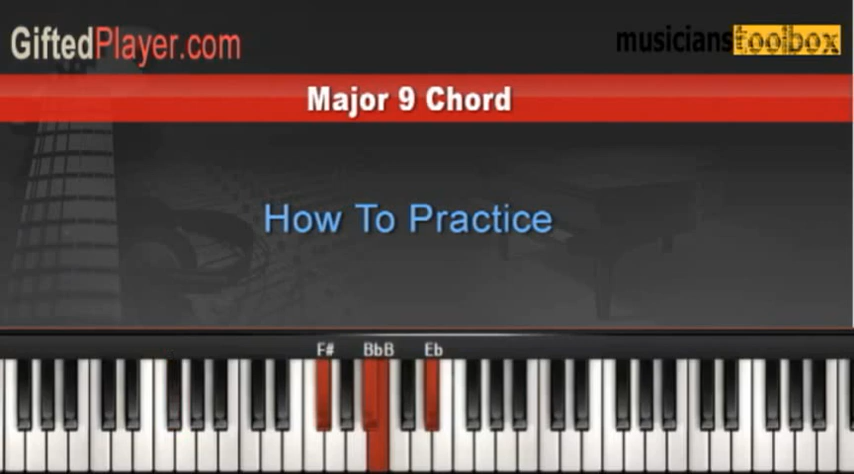 GiftedPlayer.com
musicianstoolbox
Major 9 Chord
How To Practice
F# BbB Eb